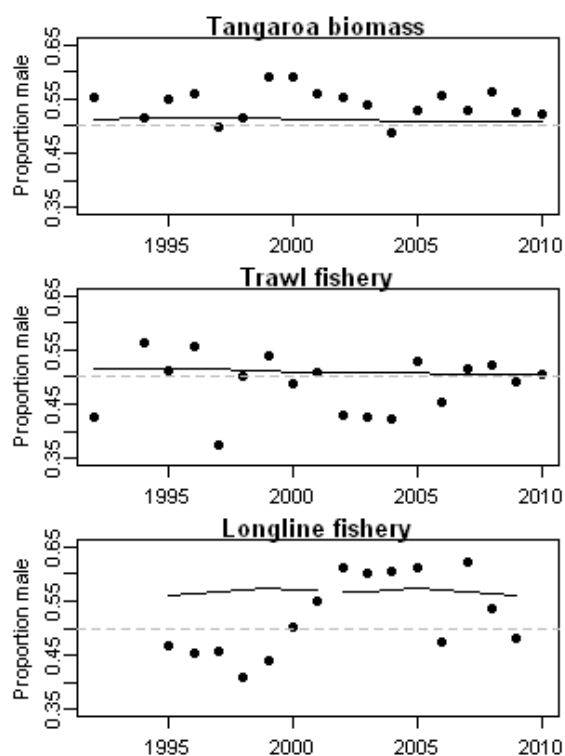 Tangaroa biomass
Proportion male
0.65
0.55
0.45
0.35
1995 2000 2005 2010
Trawl fishery
Proportion male
0.65
0.55
0.45
0.35
1995 2000 2005 2010
Longline fishery
Proportion male
0.65
0.55
0.45
0.35
1995 2000 2005 2010